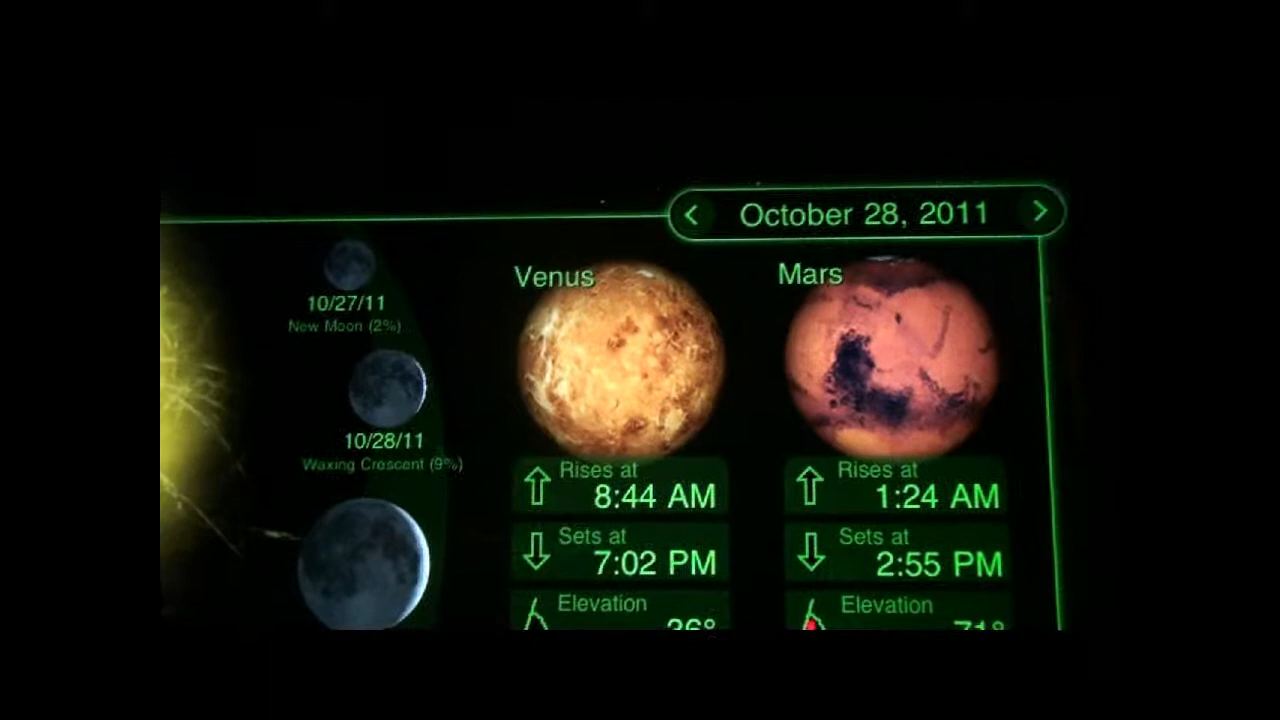 October 28, 2011
10/27/11
New Moon (2%)
10/28/11
Waxing Crescent (9%)
Venus
Rises at
8:44 AM
Sets at
7:02 PM
Elevation
36°
Mars
Rises at
1:24 AM
Sets at
2:55 PM
Elevation
71°